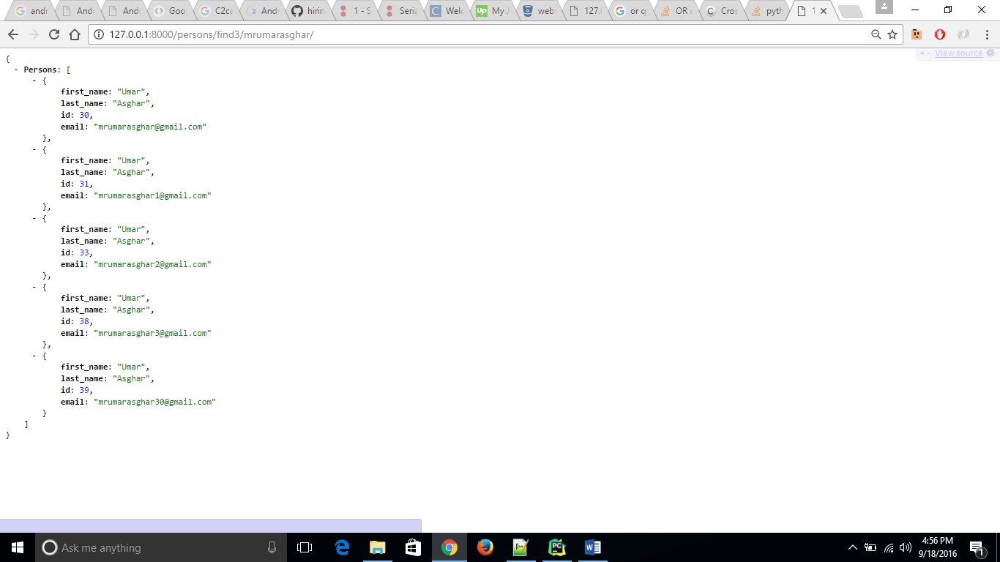 andr
Andr
Andr
Goo
C2ca
Andr
hirin
1 - S
Seria
Welc
My J
web
127.
or q
OR c
Cros
pyth
1
127.0.0.1:8000/persons/find3/mrumarasghar/
+ - View source
{
- Persons: [
- {
first_name: "Umar",
last_name: "Asghar",
id: 30,
email: "mrumarasghar@gmail.com"
},
- {
first_name: "Umar",
last_name: "Asghar",
id: 31,
email: "mrumarasghar1@gmail.com"
},
- {
first_name: "Umar",
last_name: "Asghar",
id: 33,
email: "mrumarasghar2@gmail.com"
},
- {
first_name: "Umar",
last_name: "Asghar",
id: 38,
email: "mrumarasghar3@gmail.com"
},
- {
first_name: "Umar",
last_name: "Asghar",
id: 39,
email: "mrumarasghar30@gmail.com"
}
]
}
Ask me anything
4:56 PM
9/18/2016